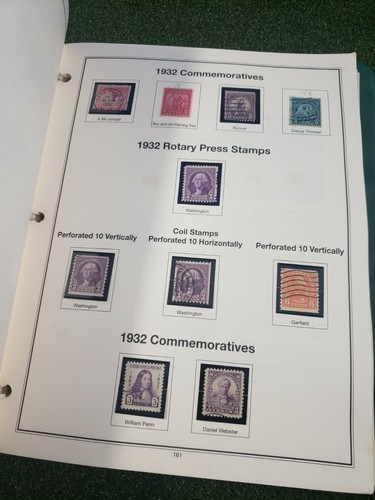 1932 Commemoratives
A Ski Jumper
Boy and Girl Planting Tree
Runner
Discus Thrower
1932 Rotary Press Stamps
Washington
Coil Stamps
Perforated 10 Vertically
Perforated 10 Horizontally
Perforated 10 Vertically
Washington
Washington
Garfield
1932 Commemoratives
3 3
William Penn
Daniel Webster
161